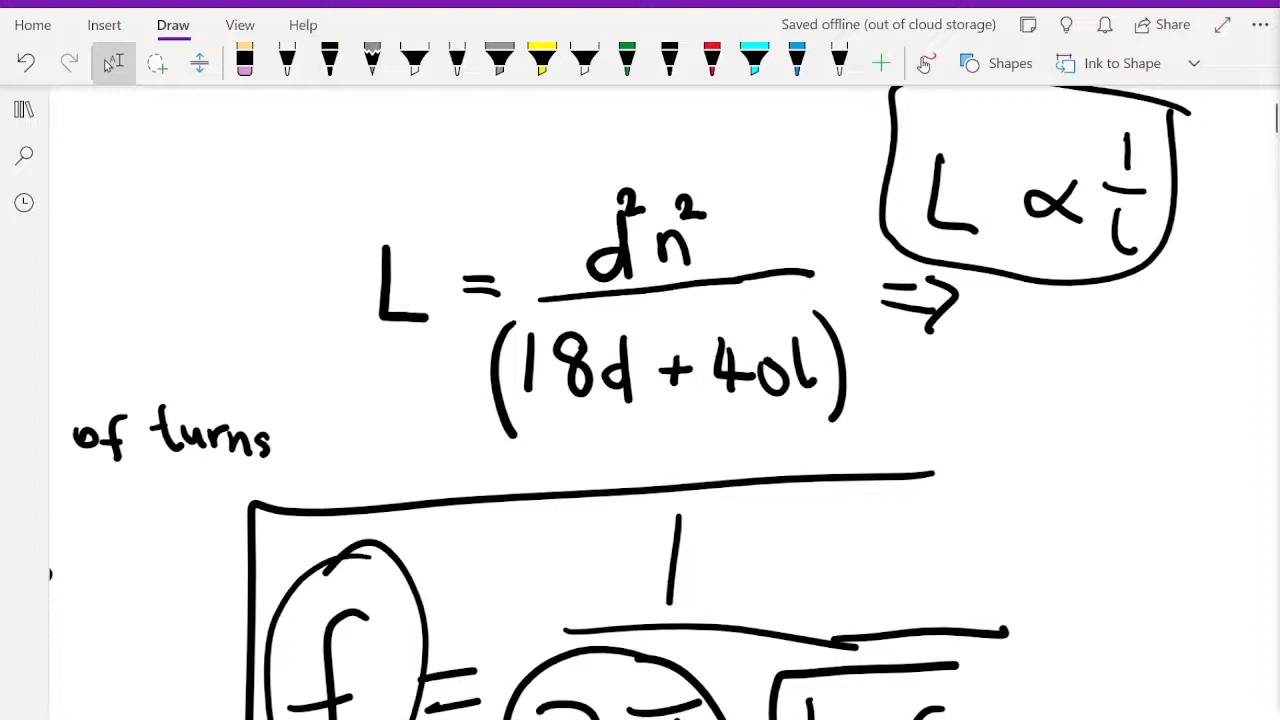 Home Insert Draw View Help Saved offline (out of cloud storage) Share
Shapes Ink to Shape
L ∝ 1/l
L = d²n² / (18d + 40l) ⇒
of turns
f = 1